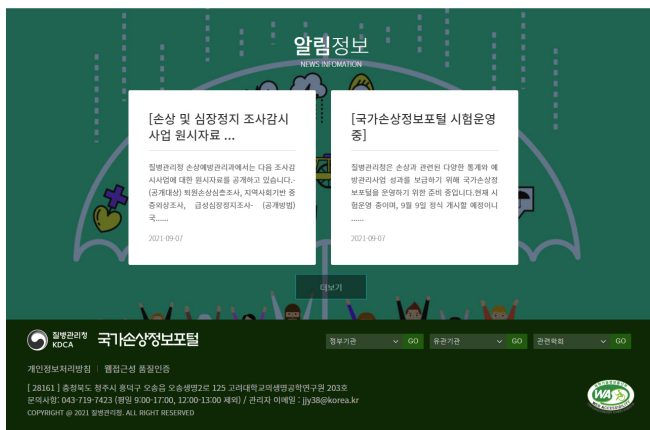 알림정보
NEWS INFOMATION
[손상 및 심장정지 조사감시
사업 원시자료 ...
질병관리청 손상예방관리과에서는 다음 조사감
시사업에 대한 원시자료를 공개하고 있습니다.-
(공개대상) 퇴원손상심층조사, 지역사회기반 중
증외상조사, 급성심장정지조사- (공개방법)
국......
2021-09-07
[국가손상정보포털 시험운영
중]
질병관리청은 손상과 관련된 다양한 통계와 예
방관리사업 성과를 보급하기 위해 국가손상정
보포털을 운영하기 위한 준비 중입니다.현재 시
험운영 중이며, 9월 9일 정식 개시할 예정이니
......
2021-09-07
더보기
질병관리청
KDCA
국가손상정보포털
정부기관 GO 유관기관 GO 관련학회 GO
개인정보처리방침 | 웹접근성 품질인증
[ 28161 ] 충청북도 청주시 흥덕구 오송읍 오송생명2로 125 고려대학교의생명공학연구원 203호
문의사항: 043-719-7423 (평일 9:00-17:00, 12:00-13:00 제외) / 관리자 이메일 : jjy38@korea.kr
COPYRIGHT @ 2021 질병관리청. ALL RIGHT RESERVED
WA